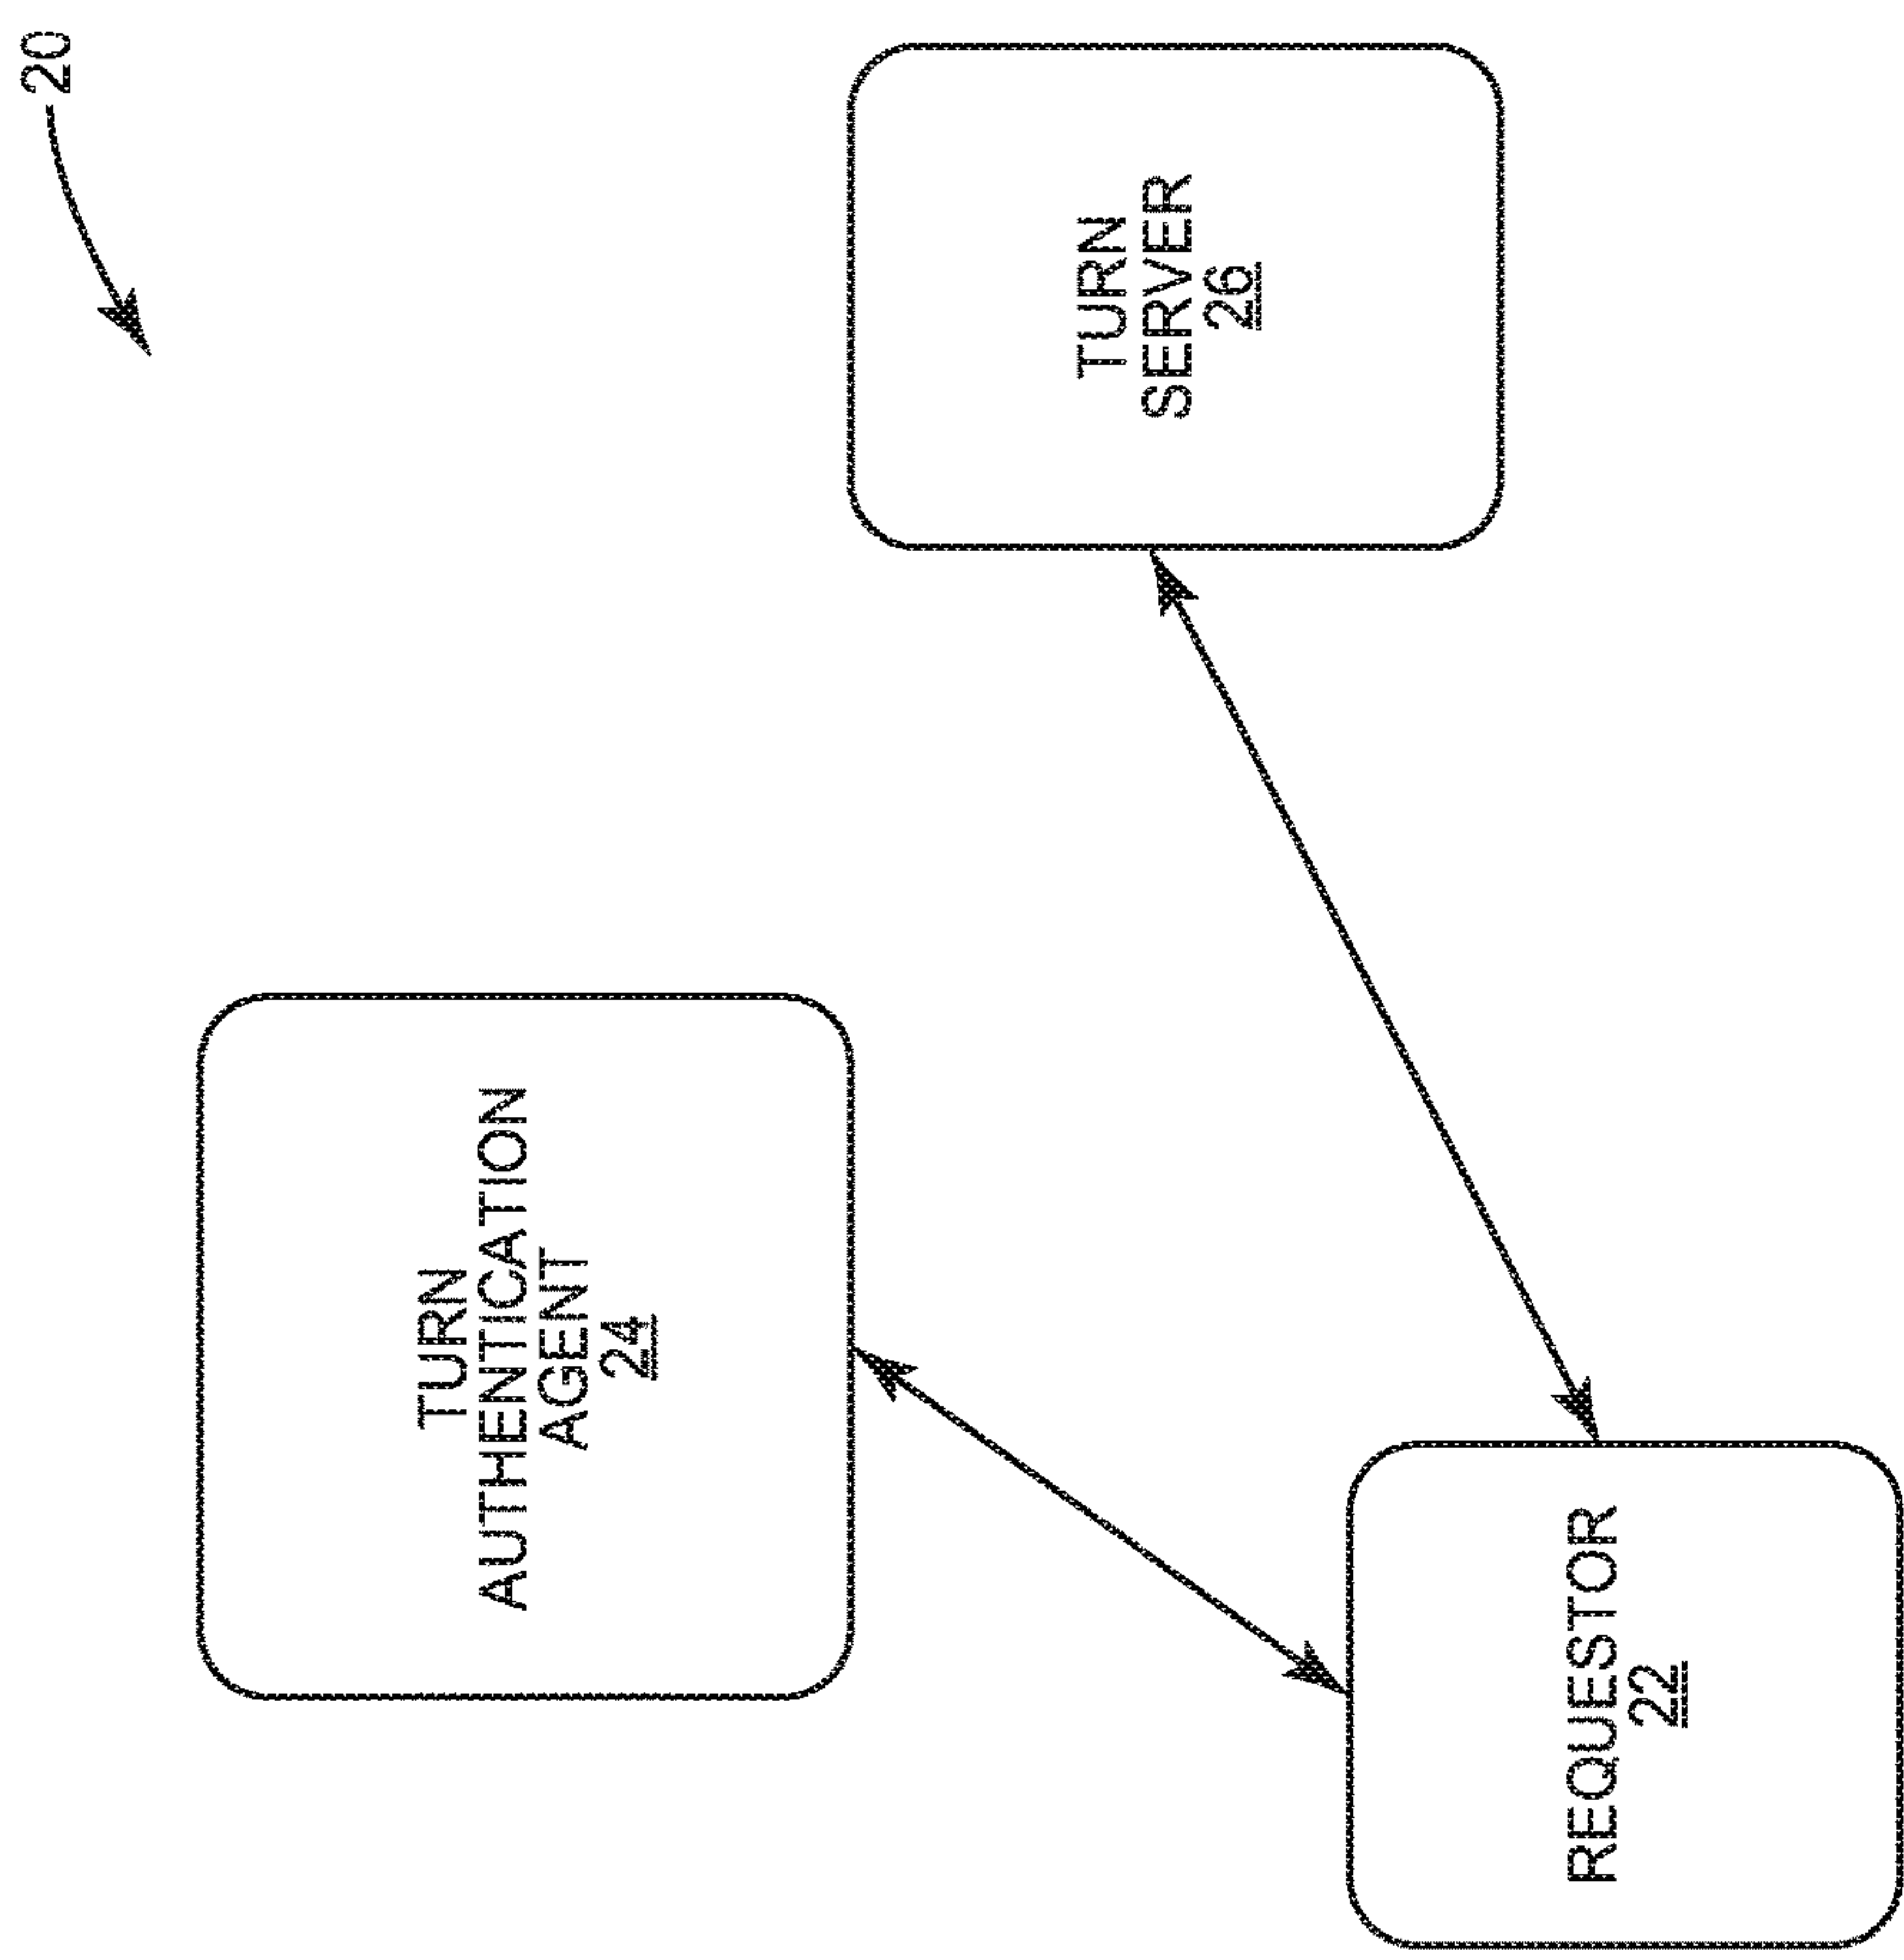 20
TURN
AUTHENTICATION
AGENT
24
TURN
SERVER
26
REQUESTOR
22